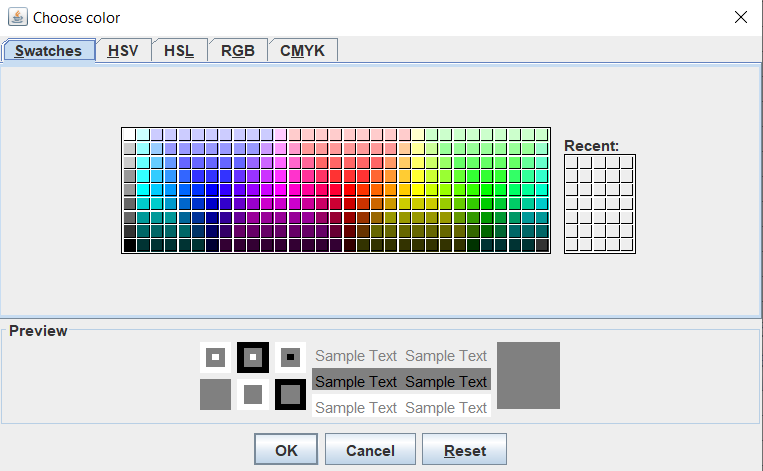 Choose color
Swatches HSV HSL RGB CMYK
Recent:
Preview
Sample Text Sample Text
Sample Text Sample Text
Sample Text Sample Text
OK Cancel Reset